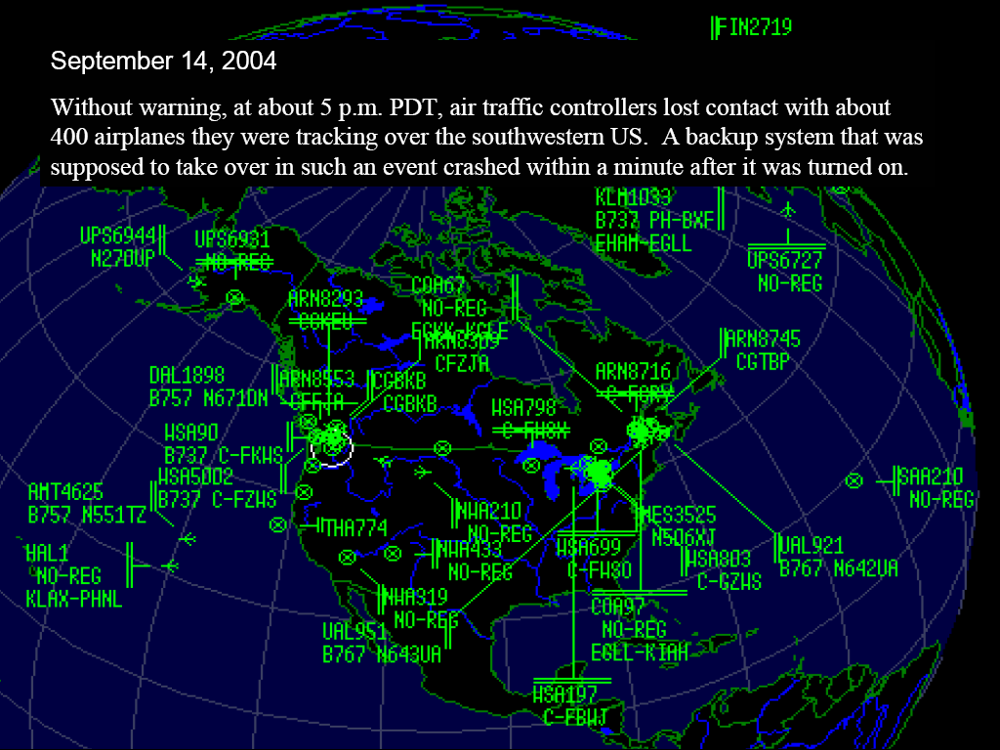 FIN2719
September 14, 2004
Without warning, at about 5 p.m. PDT, air traffic controllers lost contact with about
400 airplanes they were tracking over the southwestern US. A backup system that was
supposed to take over in such an event crashed within a minute after it was turned on.
KLM1033
B737 PH-BXF
EHAM-EGLL
UPS6944
N270UP
UPS6931
NO-REG
UPS6727
NO-REG
COA67
NO-REG
ARN8293
CGKEU
CFZJA
ARN8745
CGTBP
ARN8716
DAL1898
B757 N671DN
ARN8553
CGBKB
CGBKB
WSA798
WSA90
B737 C-FKWS
WSA5002
B737 C-FZWS
AMT4625
B757 N551TZ
HAL1
NO-REG
KLAX-PHNL
THA774
NWA210
NO-REG
NWA433
NO-REG
NWA319
NO-REG
UAL951
B767 N643UA
WSA699
C-FWSO
MES3525
N506XJ
WSA803
C-GZWS
UAL921
B767 N642UA
SAA210
NO-REG
COA97
NO-REG
EGLL-KIAH
WSA197
C-FBWJ